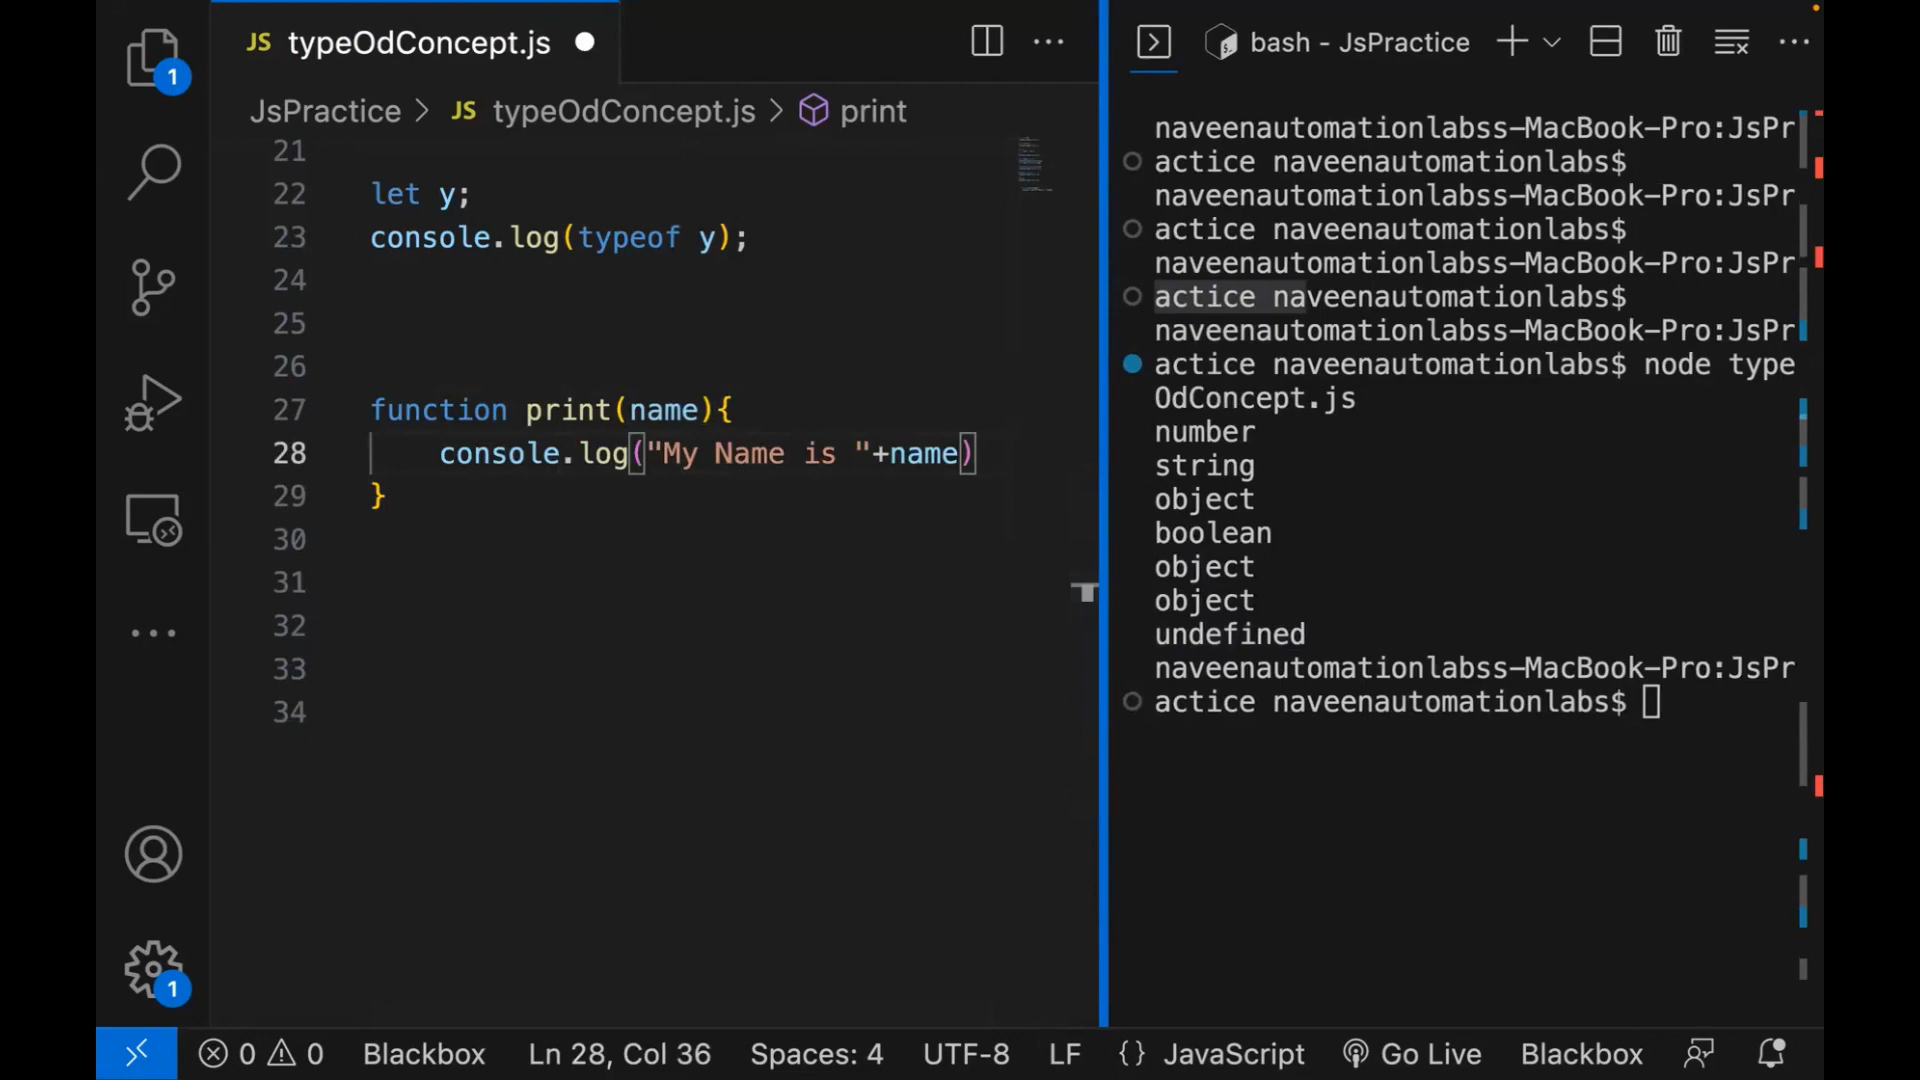 JS typeOdConcept.js
bash - JsPractice
JsPractice > JS typeOdConcept.js > print
1
21
22 let y;
23 console.log(typeof y);
24
25
26
27 function print(name){
28 console.log("My Name is "+name)
29 }
30
31
32
33
34
naveenautomationlabss-MacBook-Pro:JsPr
actice naveenautomationlabs$
naveenautomationlabss-MacBook-Pro:JsPr
actice naveenautomationlabs$
naveenautomationlabss-MacBook-Pro:JsPr
actice naveenautomationlabs$
naveenautomationlabss-MacBook-Pro:JsPr
actice naveenautomationlabs$ node type
OdConcept.js
number
string
object
boolean
object
object
undefined
naveenautomationlabss-MacBook-Pro:JsPr
actice naveenautomationlabs$
1
0 0 Blackbox Ln 28, Col 36 Spaces: 4 UTF-8 LF {} JavaScript Go Live Blackbox